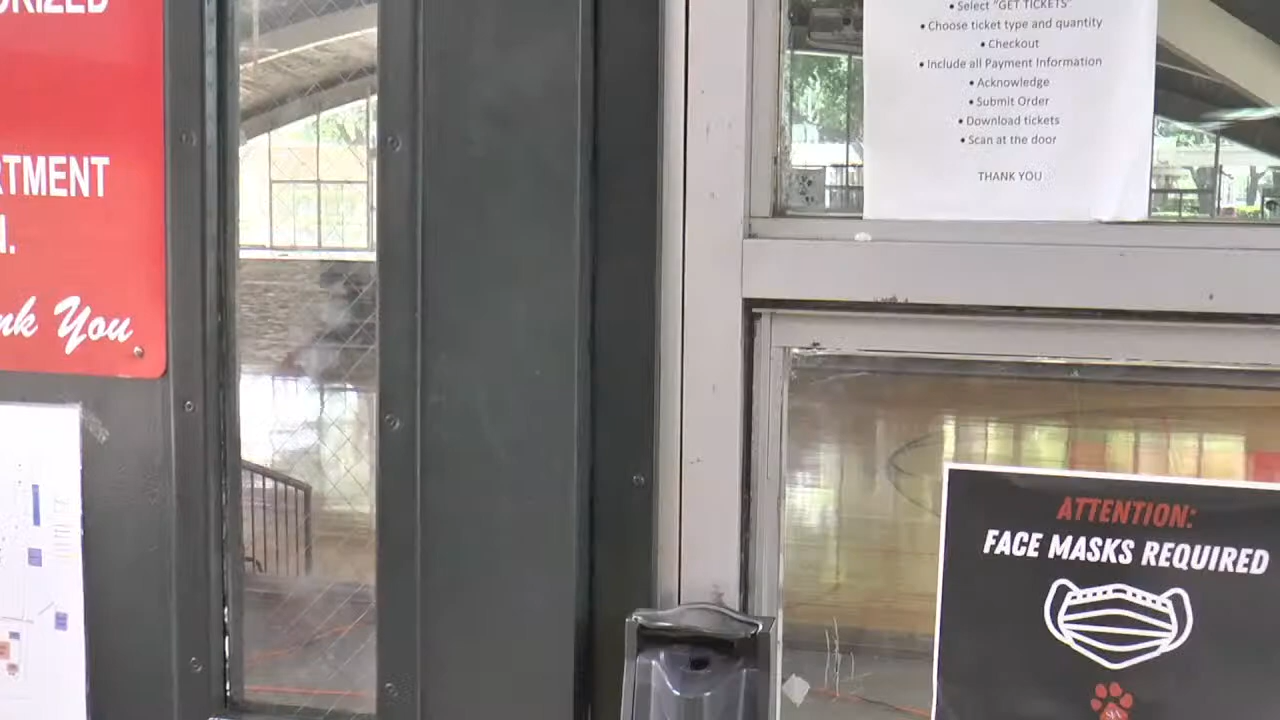 RTMENT
nk You
• Select "GET TICKETS"
• Choose ticket type and quantity
• Checkout
• Include all Payment Information
• Acknowledge
• Submit Order
• Download tickets
• Scan at the door
THANK YOU
ATTENTION:
FACE MASKS REQUIRED